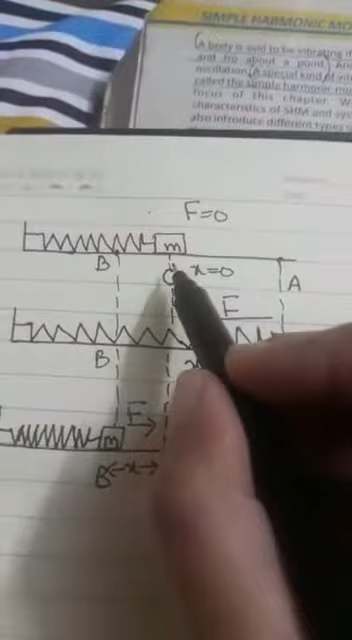 SIMPLE HARMONIC MO
A body is said to be vibrating if
and fro about a point. An
oscillation. A special kind of
called the simple harmonic mo
focus of this chapter. W
characteristics of SHM and sys
also introduce different types o
F=0
m
B
O x=0
A
F
B
x
m F
B x